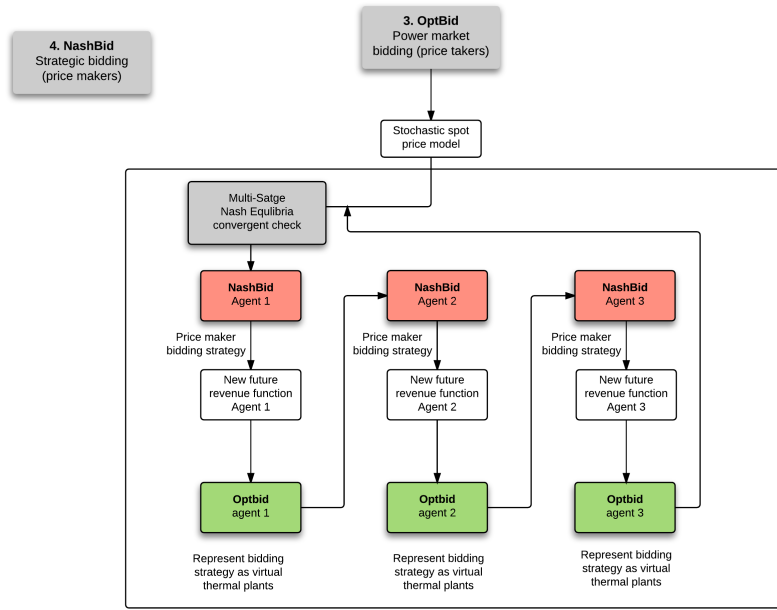 4. NashBid
Strategic bidding
(price makers)
3. OptBid
Power market
bidding (price takers)
Stochastic spot
price model
Multi-Satge
Nash Equlibria
convergent check
NashBid
Agent 1
NashBid
Agent 2
NashBid
Agent 3
Price maker
bidding strategy
Price maker
bidding strategy
Price maker
bidding strategy
New future
revenue function
Agent 1
New future
revenue function
Agent 2
New future
revenue function
Agent 3
Optbid
agent 1
Optbid
agent 2
Optbid
agent 3
Represent bidding
strategy as virtual
thermal plants
Represent bidding
strategy as virtual
thermal plants
Represent bidding
strategy as virtual
thermal plants